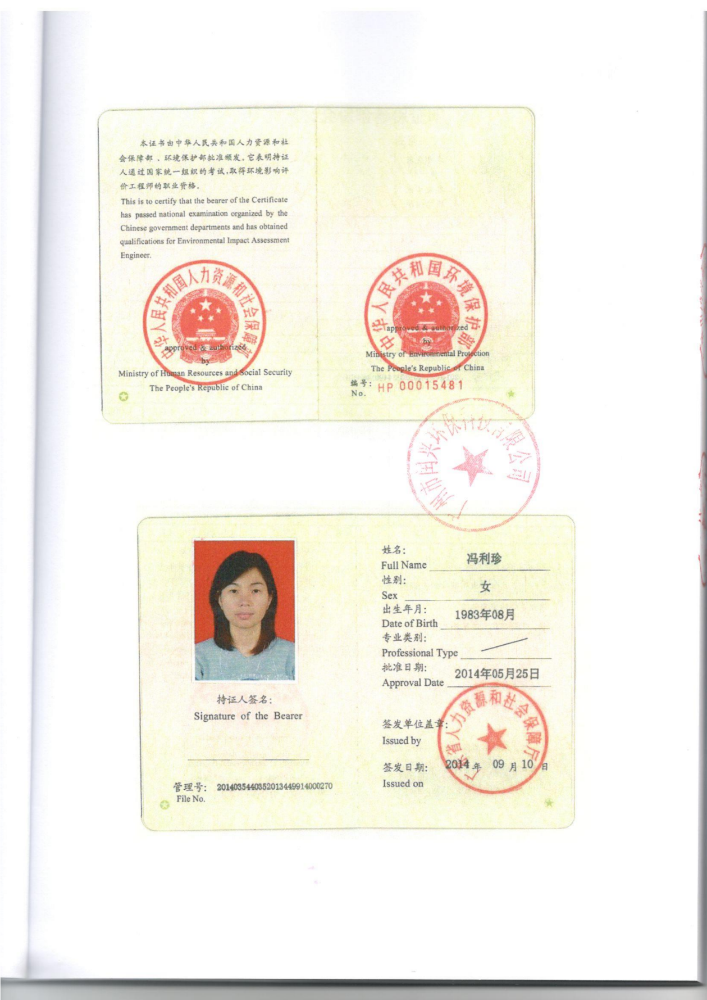 本证书由中华人民共和国人力资源和社
会保障部、环境保护部批准颁发。它表明持证
人通过国家统一组织的考试,取得环境影响评
价工程师的职业资格。
This is to certify that the bearer of the Certificate
has passed national examination organized by the
Chinese government departments and has obtained
qualifications for Environmental Impact Assessment
Engineer.
中华人民共和国人力资源和社会保障部
approved & authorized
by
Ministry of Human Resources and Social Security
The People's Republic of China
中华人民共和国环境保护部
approved & authorized
by
Ministry of Environmental Protection
The People's Republic of China
编号: HP 00015481
No.
广州市闰兴环保科技有限公司
持证人签名:
Signature of the Bearer
管理号: 2014035440352013449914000270
File No.
姓名: 冯利珍
Full Name
性别: 女
Sex
出生年月: 1983年08月
Date of Birth
专业类别:
Professional Type
批准日期: 2014年05月25日
Approval Date
签发单位盖章:
Issued by
广东省人力资源和社会保障厅
签发日期: 2014 年 09 月 10 日
Issued on